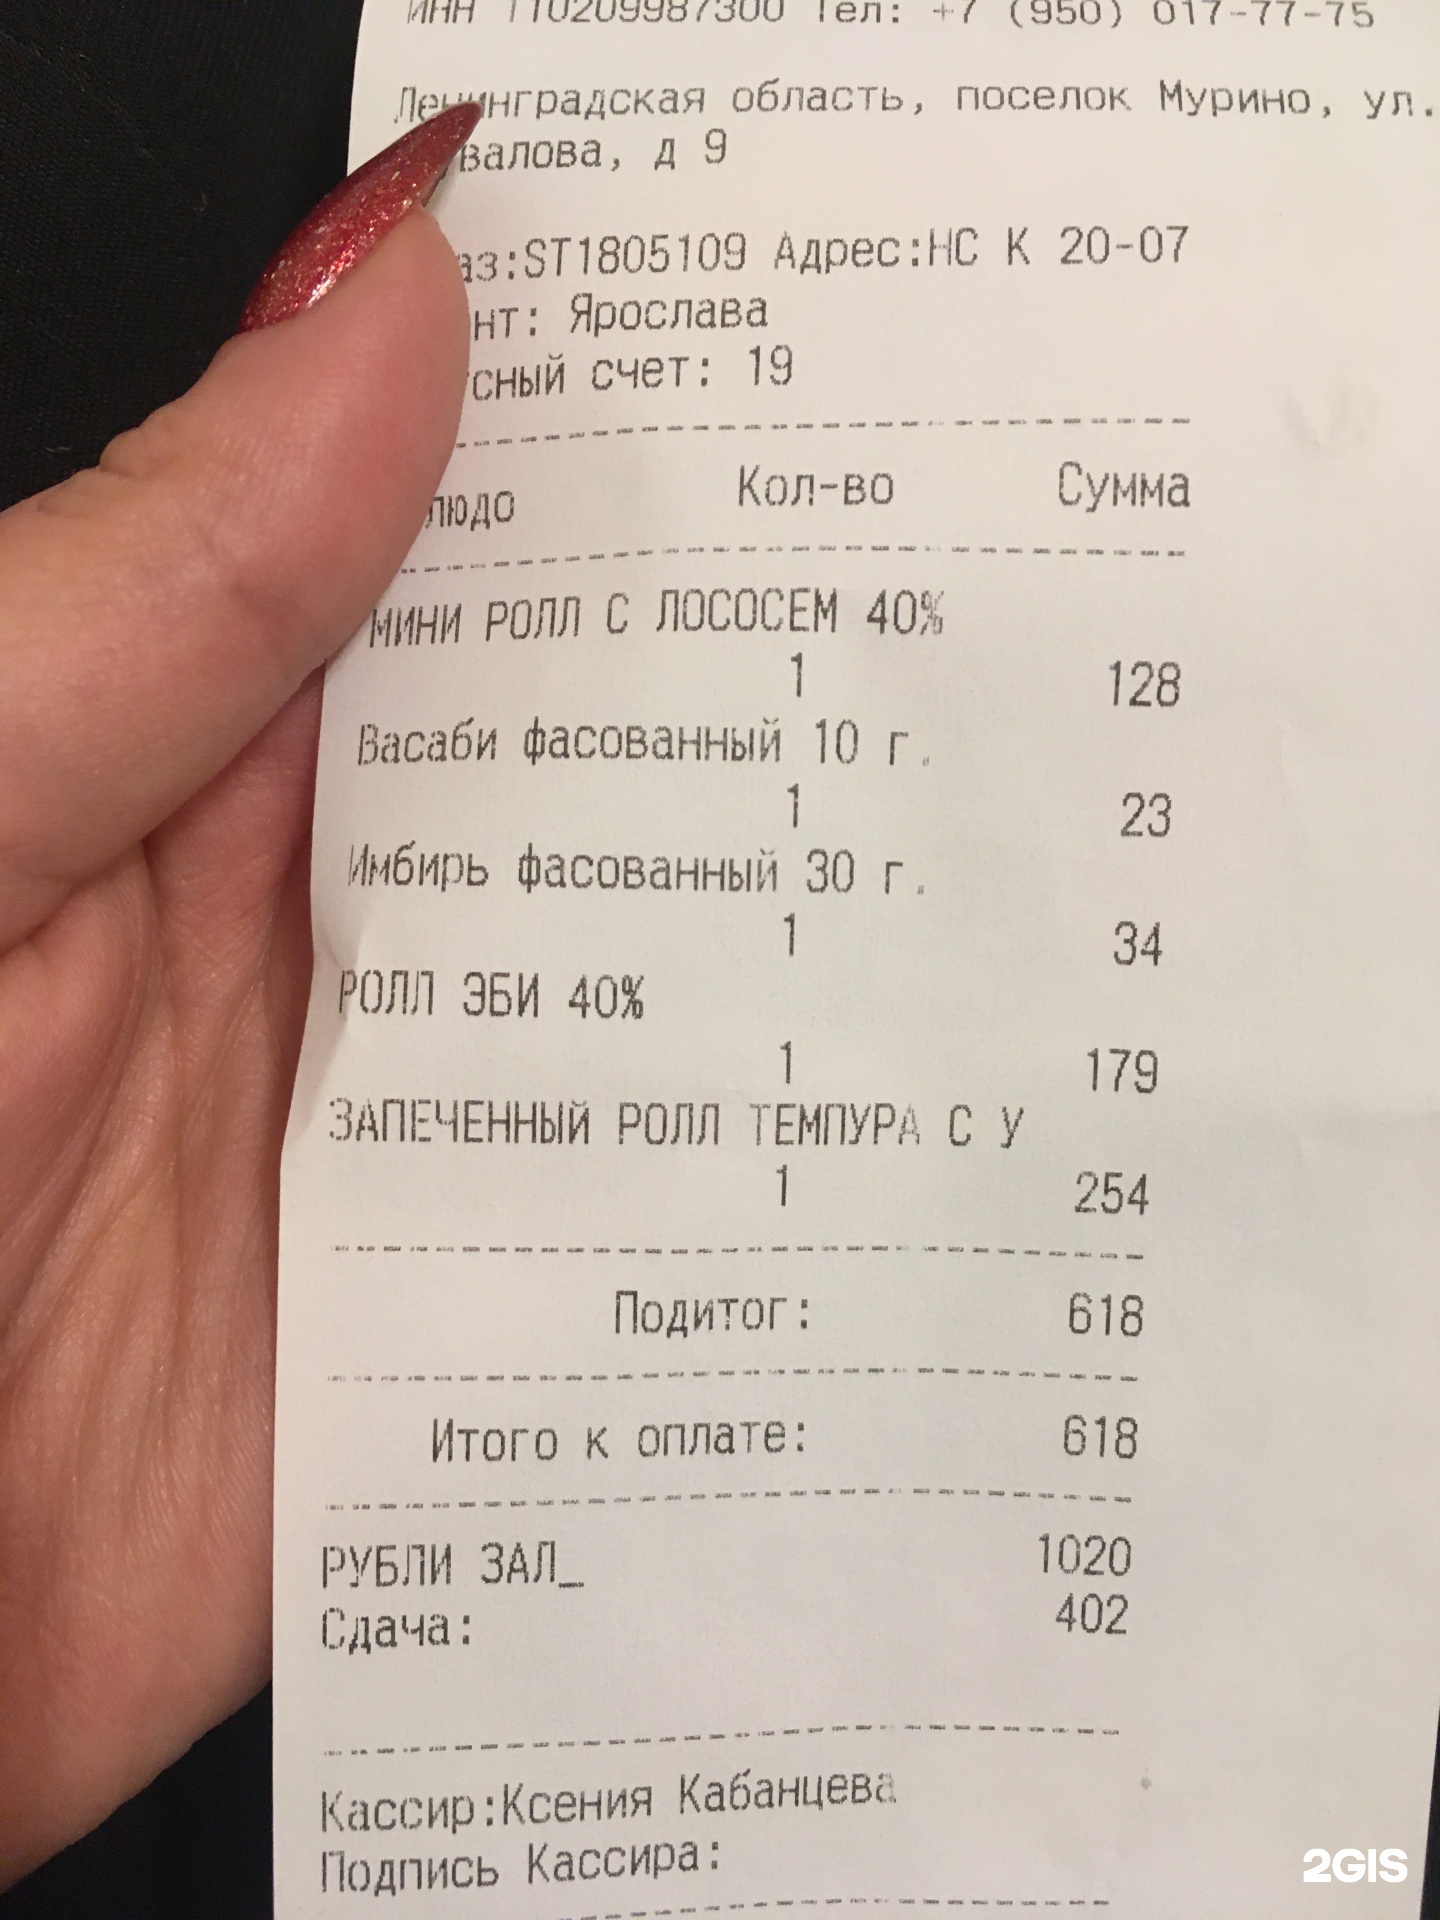 ИНН 110209987300 Тел: +7 (950) 017-77-75
Ленинградская область, поселок Мурино, ул.
валова, д 9
аз:ST1805109 Адрес:НС К 20-07
нт: Ярослава
сный счет: 19
людо Кол-во Сумма
МИНИ РОЛЛ С ЛОСОСЕМ 40%
1 128
Васаби фасованный 10 г.
1 23
Имбирь фасованный 30 г.
1 34
РОЛЛ ЭБИ 40%
1 179
ЗАПЕЧЕННЫЙ РОЛЛ ТЕМПУРА С У
1 254
Подитог: 618
Итого к оплате: 618
РУБЛИ ЗАЛ_ 1020
Сдача: 402
Кассир:Ксения Кабанцева
Подпись Кассира:
2GIS